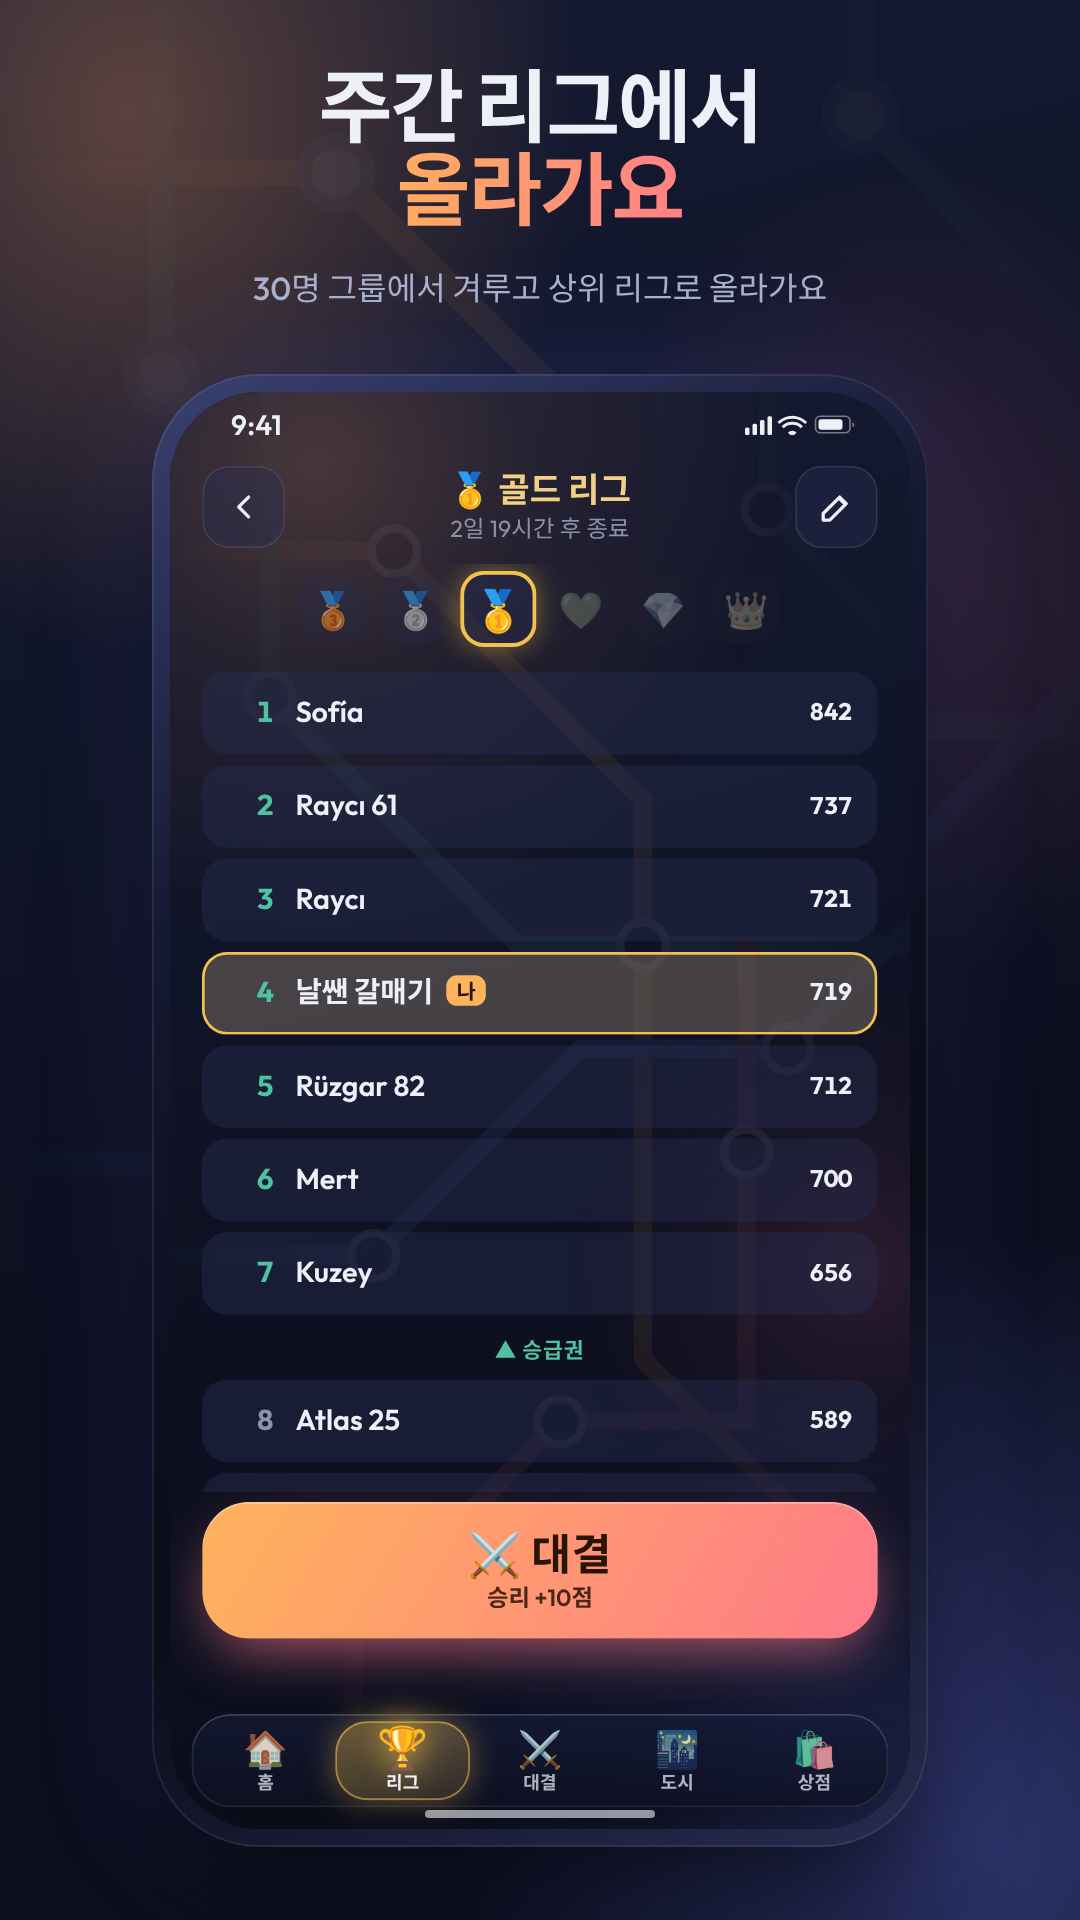 주간 리그에서
올라가요
30명 그룹에서 겨루고 상위 리그로 올라가요
9:41
골드 리그
2일 19시간 후 종료
1 Sofía 842
2 Raycı 61 737
3 Raycı 721
4 날쌘 갈매기 나 719
5 Rüzgar 82 712
6 Mert 700
7 Kuzey 656
▲ 승급권
8 Atlas 25 589
대결
승리 +10점
홈 리그 대결 도시 상점